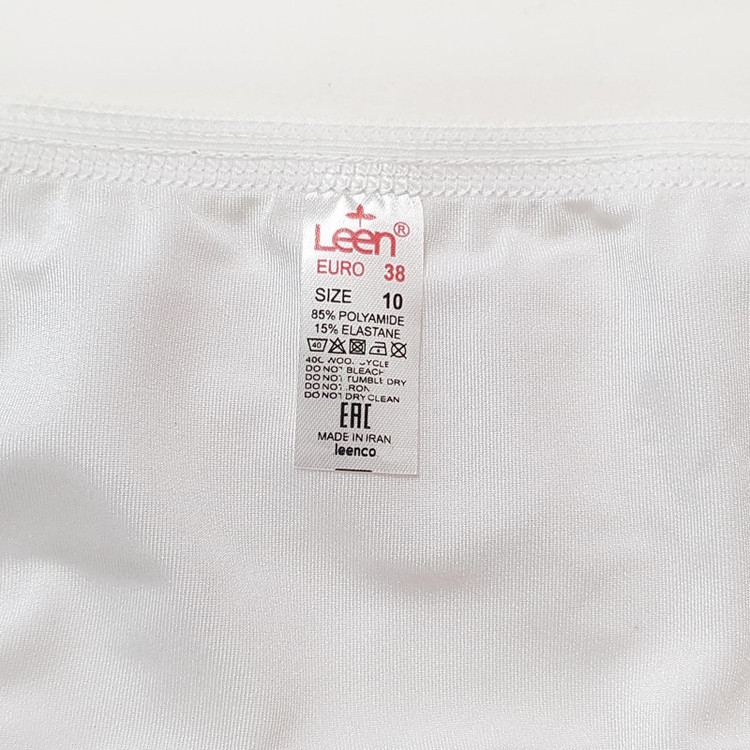 Leen®
EURO 38
SIZE 10
85% POLYAMIDE
15% ELASTANE
40
40C WOOL CYCLE
DO NOT BLEACH
DO NOT TUMBLE DRY
DO NOT IRON
DO NOT DRY CLEAN
EAC
MADE IN IRAN
leenco